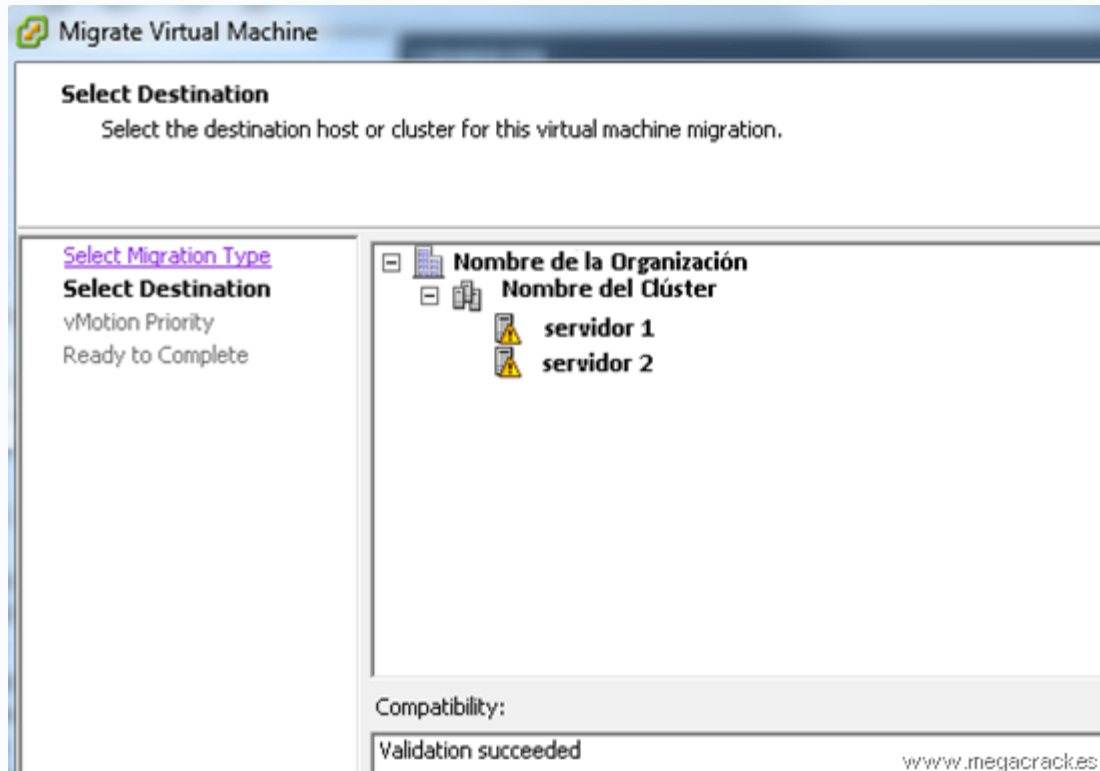 Migrate Virtual Machine
Select Destination
Select the destination host or cluster for this virtual machine migration.
Select Migration Type
Select Destination
vMotion Priority
Ready to Complete
Nombre de la Organización
Nombre del Clúster
servidor 1
servidor 2
Compatibility:
Validation succeeded
www.megacrack.es